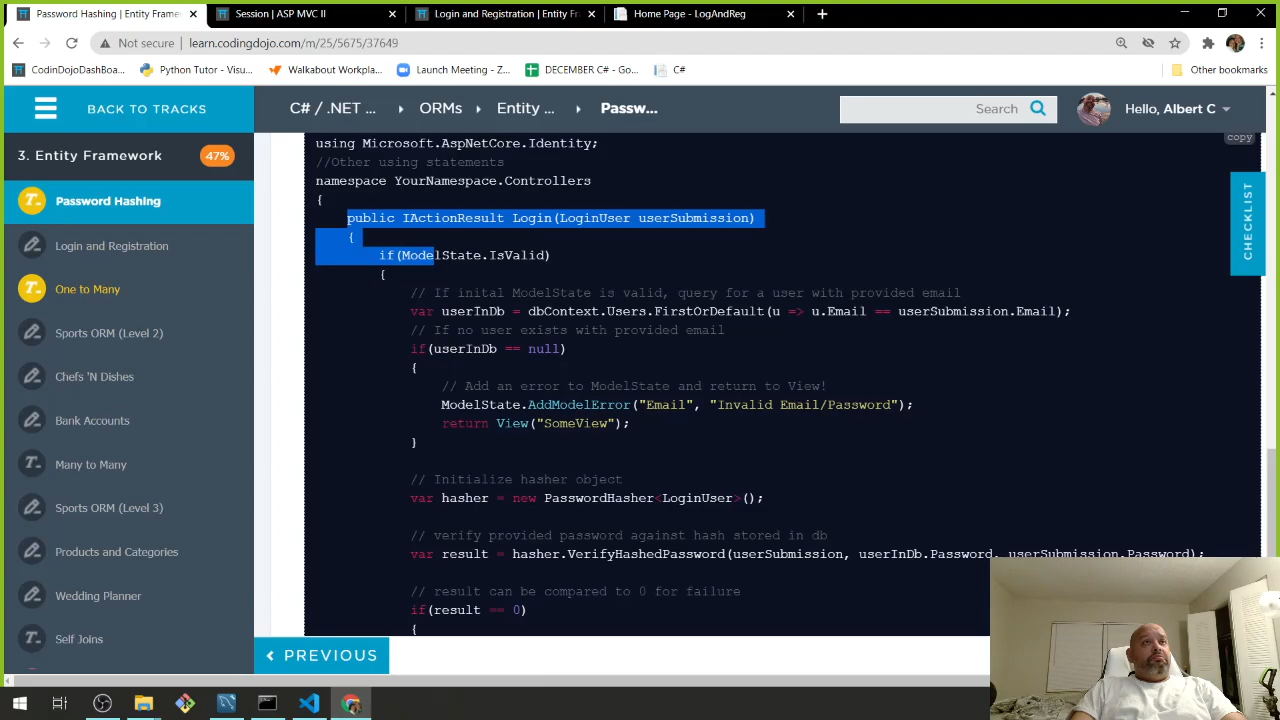 Password Hashing | Entity Framew
Session | ASP MVC II
Login and Registration | Entity Fr
Home Page - LogAndReg
Not secure | learn.codingdojo.com/m/25/5675/37649
CodinDojoDashBoa...
Python Tutor - Visu...
Walkabout Workpla...
Launch Meeting - Z...
DECEMBER C# - Go...
C#
Other bookmarks
BACK TO TRACKS
C# / .NET ...
ORMs
Entity ...
Passw...
Search
Hello, Albert C
3. Entity Framework
47%
Password Hashing
Login and Registration
One to Many
Sports ORM (Level 2)
Chefs 'N Dishes
Bank Accounts
Many to Many
Sports ORM (Level 3)
Products and Categories
Wedding Planner
Self Joins
copy
using Microsoft.AspNetCore.Identity;
//Other using statements
namespace YourNamespace.Controllers
{
public IActionResult Login(LoginUser userSubmission)
{
if(ModelState.IsValid)
{
// If inital ModelState is valid, query for a user with provided email
var userInDb = dbContext.Users.FirstOrDefault(u => u.Email == userSubmission.Email);
// If no user exists with provided email
if(userInDb == null)
{
// Add an error to ModelState and return to View!
ModelState.AddModelError("Email", "Invalid Email/Password");
return View("SomeView");
}
// Initialize hasher object
var hasher = new PasswordHasher<LoginUser>();
// verify provided password against hash stored in db
var result = hasher.VerifyHashedPassword(userSubmission, userInDb.Password, userSubmission.Password);
// result can be compared to 0 for failure
if(result == 0)
{
CHECKLIST
PREVIOUS